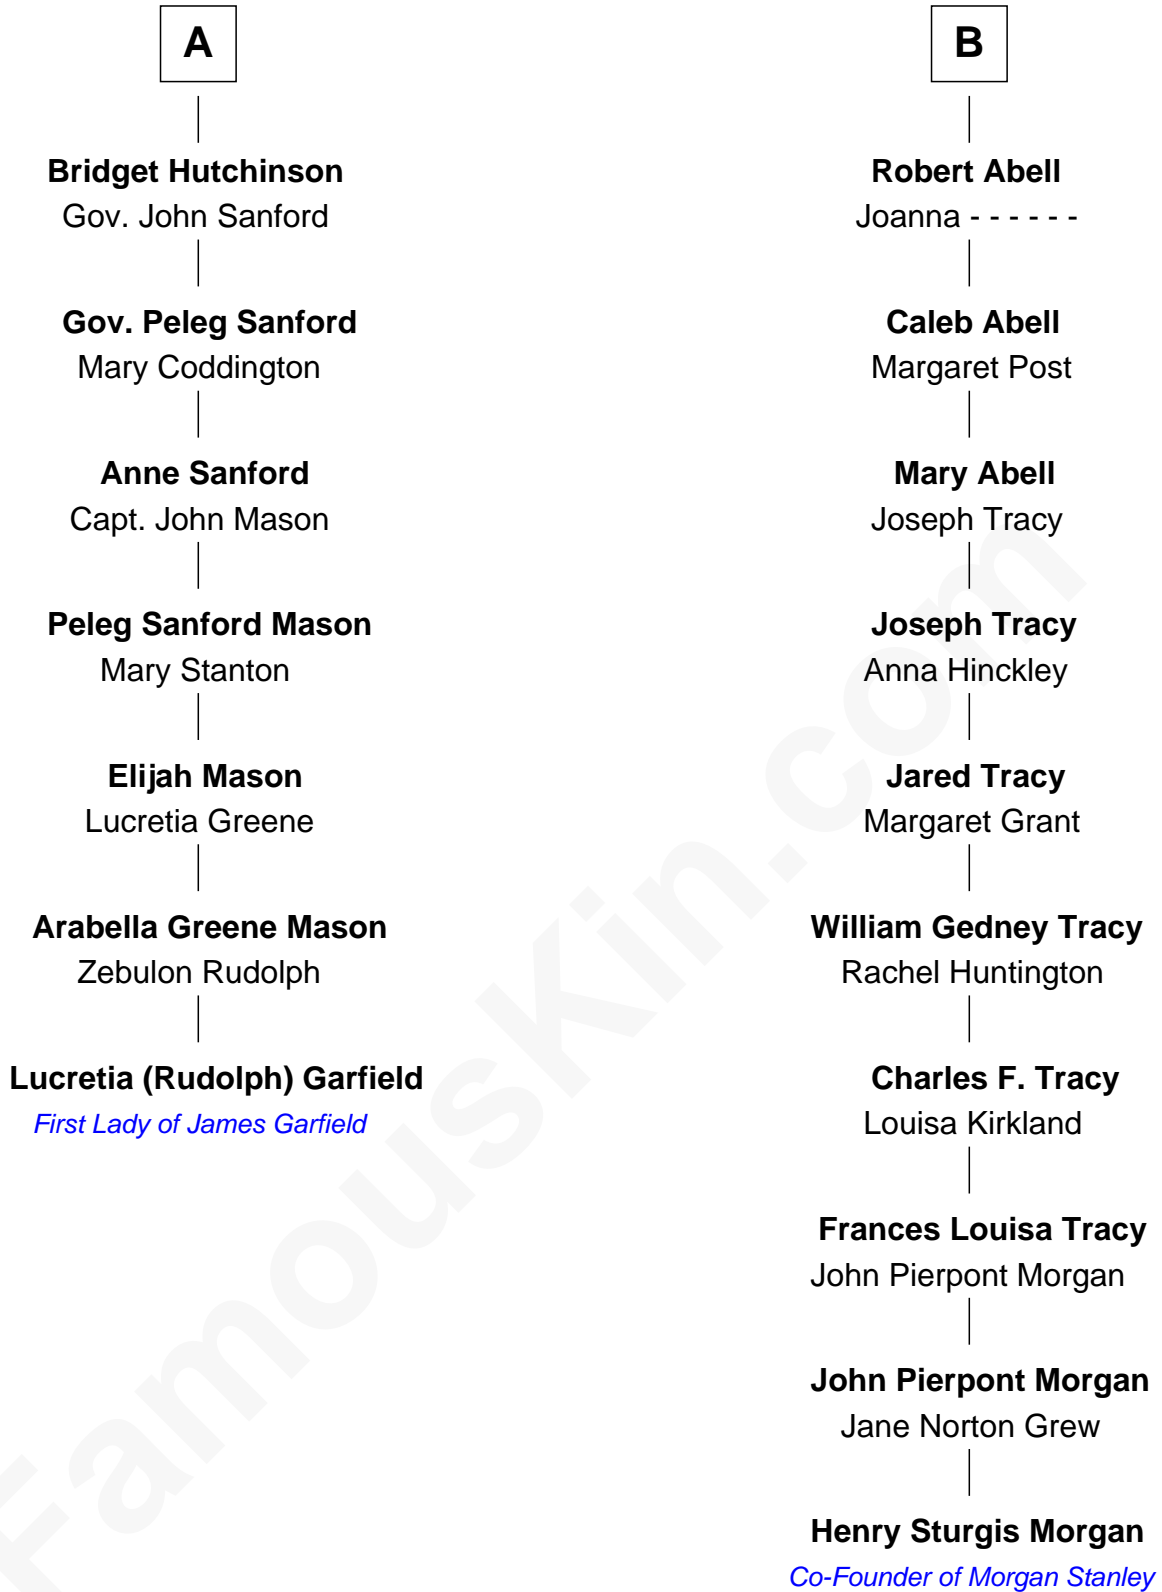 A
Bridget Hutchinson
Gov. John Sanford
Gov. Peleg Sanford
Mary Coddington
Anne Sanford
Capt. John Mason
Peleg Sanford Mason
Mary Stanton
Elijah Mason
Lucretia Greene
Arabella Greene Mason
Zebulon Rudolph
Lucretia (Rudolph) Garfield
First Lady of James Garfield
B
Robert Abell
Joanna - - - - - -
Caleb Abell
Margaret Post
Mary Abell
Joseph Tracy
Joseph Tracy
Anna Hinckley
Jared Tracy
Margaret Grant
William Gedney Tracy
Rachel Huntington
Charles F. Tracy
Louisa Kirkland
Frances Louisa Tracy
John Pierpont Morgan
John Pierpont Morgan
Jane Norton Grew
Henry Sturgis Morgan
Co-Founder of Morgan Stanley
FamousKin.com